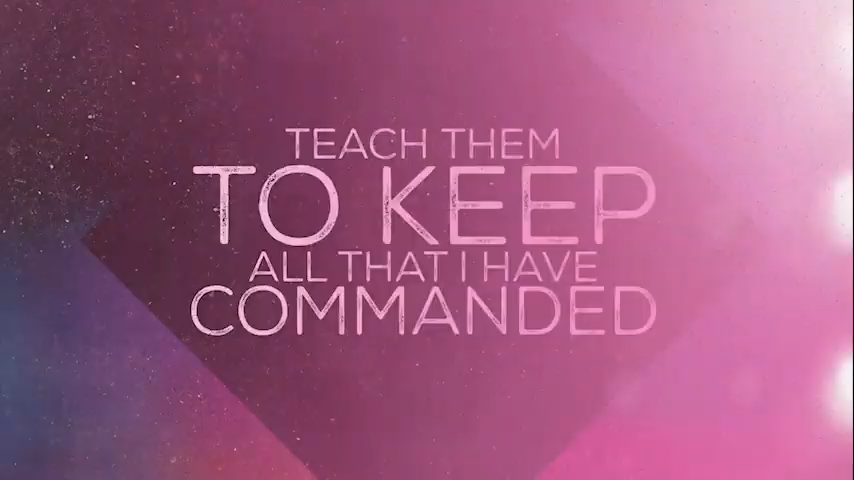 TEACH THEM
TO KEEP
ALL THAT I HAVE
COMMANDED